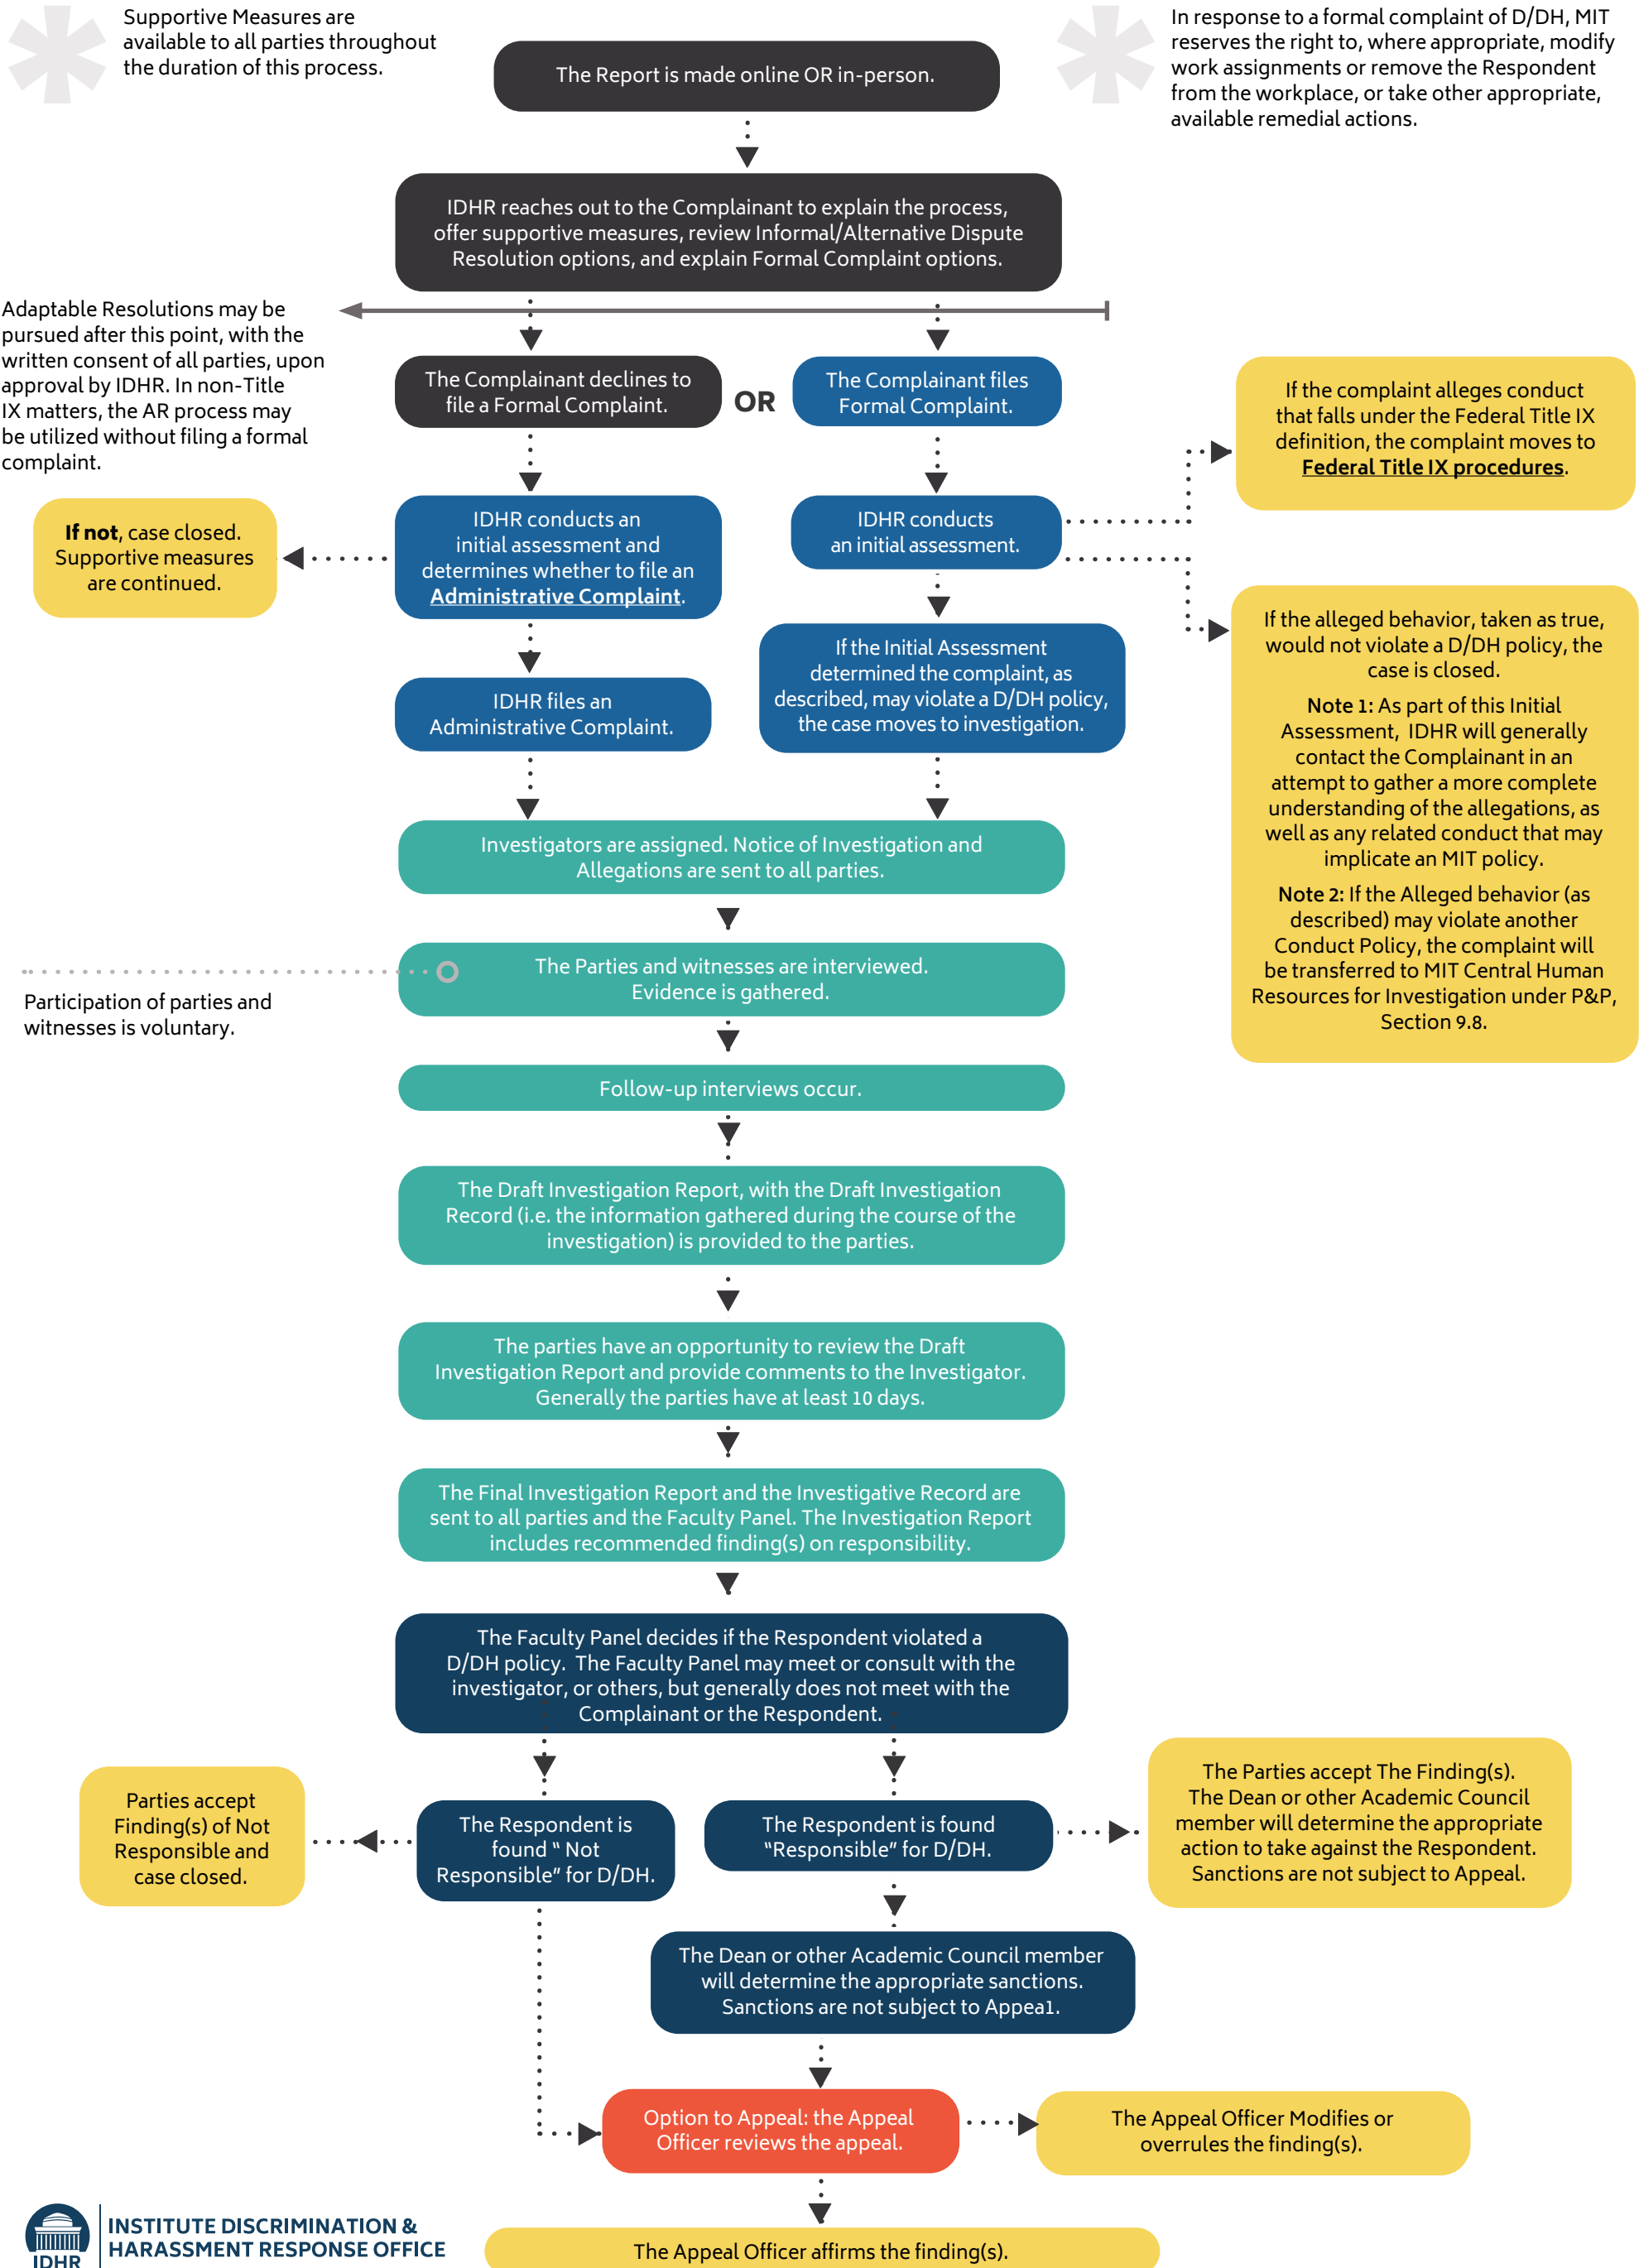 Supportive Measures are
available to all parties throughout
the duration of this process.
The Report is made online OR in-person.
In response to a formal complaint of D/DH, MIT
reserves the right to, where appropriate, modify
work assignments or remove the Respondent
from the workplace, or take other appropriate,
available remedial actions.
IDHR reaches out to the Complainant to explain the process,
offer supportive measures, review Informal/Alternative Dispute
Resolution options, and explain Formal Complaint options.
Adaptable Resolutions may be
pursued after this point, with the
written consent of all parties, upon
approval by IDHR. In non-Title
IX matters, the AR process may
be utilized without filing a formal
complaint.
The Complainant declines to
file a Formal Complaint.
OR
The Complainant files
Formal Complaint.
If the complaint alleges conduct
that falls under the Federal Title IX
definition, the complaint moves to
Federal Title IX procedures.
If not, case closed.
Supportive measures
are continued.
IDHR conducts an
initial assessment and
determines whether to file an
Administrative Complaint.
IDHR conducts
an initial assessment.
If the alleged behavior, taken as true,
would not violate a D/DH policy, the
case is closed.
Note 1: As part of this Initial
Assessment, IDHR will generally
contact the Complainant in an
attempt to gather a more complete
understanding of the allegations, as
well as any related conduct that may
implicate an MIT policy.
Note 2: If the Alleged behavior (as
described) may violate another
Conduct Policy, the complaint will
be transferred to MIT Central Human
Resources for Investigation under P&P,
Section 9.8.
IDHR files an
Administrative Complaint.
If the Initial Assessment
determined the complaint, as
described, may violate a D/DH policy,
the case moves to investigation.
Investigators are assigned. Notice of Investigation and
Allegations are sent to all parties.
The Parties and witnesses are interviewed.
Evidence is gathered.
Participation of parties and
witnesses is voluntary.
Follow-up interviews occur.
The Draft Investigation Report, with the Draft Investigation
Record (i.e. the information gathered during the course of the
investigation) is provided to the parties.
The parties have an opportunity to review the Draft
Investigation Report and provide comments to the Investigator.
Generally the parties have at least 10 days.
The Final Investigation Report and the Investigative Record are
sent to all parties and the Faculty Panel. The Investigation Report
includes recommended finding(s) on responsibility.
The Faculty Panel decides if the Respondent violated a
D/DH policy. The Faculty Panel may meet or consult with the
investigator, or others, but generally does not meet with the
Complainant or the Respondent.
Parties accept
Finding(s) of Not
Responsible and
case closed.
The Respondent is
found “ Not
Responsible” for D/DH.
The Respondent is found
“Responsible” for D/DH.
The Parties accept The Finding(s).
The Dean or other Academic Council
member will determine the appropriate
action to take against the Respondent.
Sanctions are not subject to Appeal.
The Dean or other Academic Council member
will determine the appropriate sanctions.
Sanctions are not subject to Appea1.
Option to Appeal: the Appeal
Officer reviews the appeal.
The Appeal Officer Modifies or
overrules the finding(s).
The Appeal Officer affirms the finding(s).
IDHR
INSTITUTE DISCRIMINATION &
HARASSMENT RESPONSE OFFICE